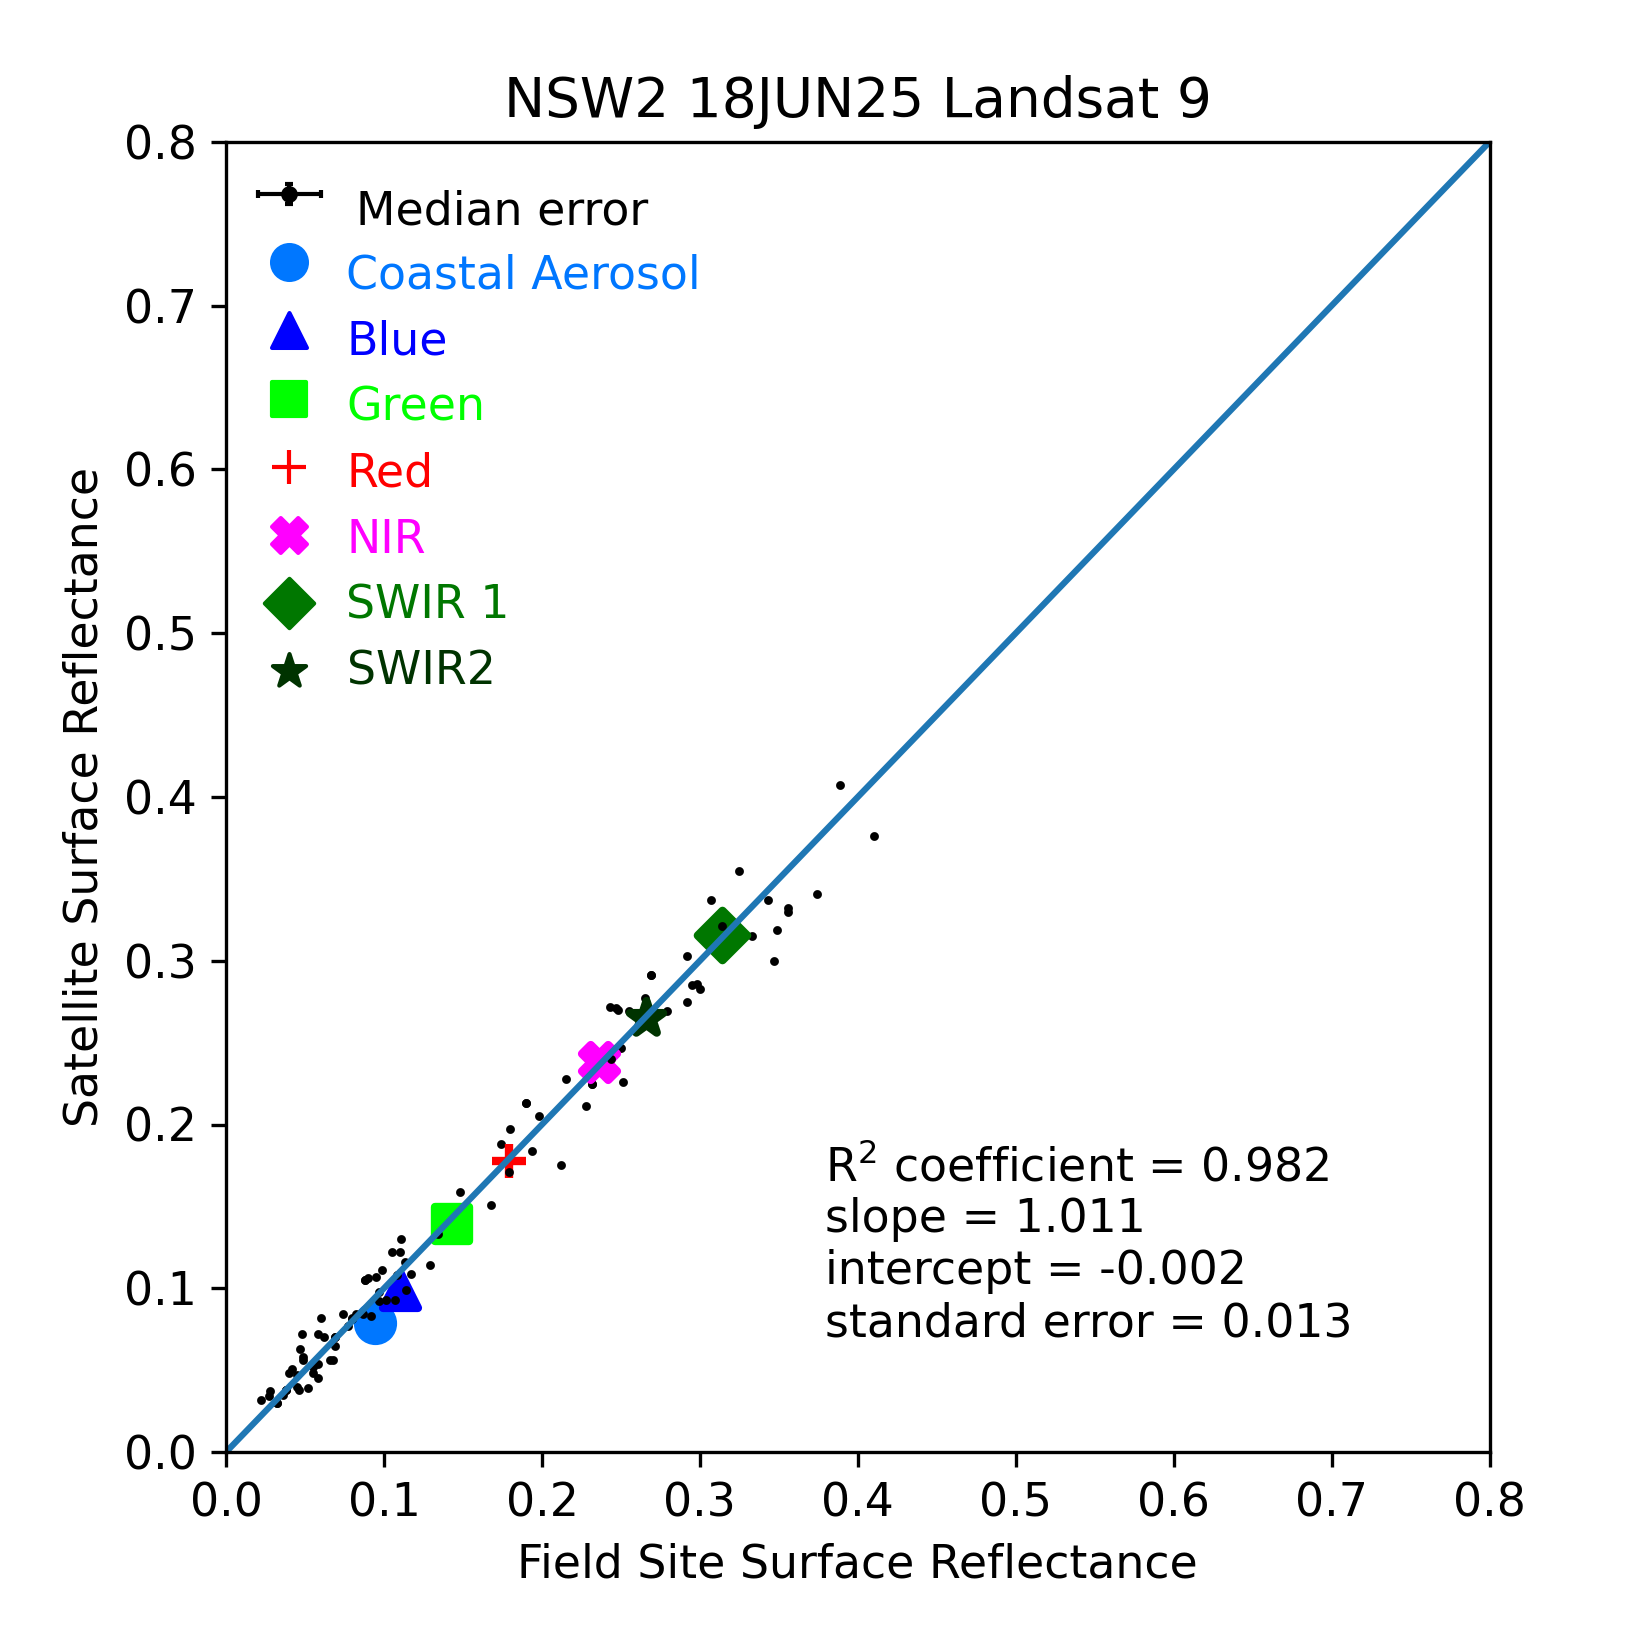 NSW2 18JUN25 Landsat 9
0.8
0.7
0.6
0.5
0.4
0.3
0.2
0.1
0.0
Satellite Surface Reflectance
Median error
Coastal Aerosol
Blue
Green
Red
NIR
SWIR 1
SWIR2
R² coefficient = 0.982
slope = 1.011
intercept = -0.002
standard error = 0.013
0.0 0.1 0.2 0.3 0.4 0.5 0.6 0.7 0.8
Field Site Surface Reflectance